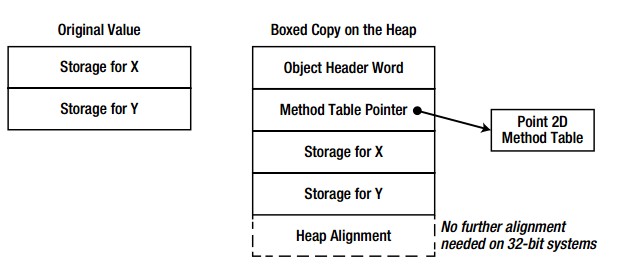 Original Value
Storage for X
Storage for Y
Boxed Copy on the Heap
Object Header Word
Method Table Pointer
Storage for X
Storage for Y
Heap Alignment
Point 2D
Method Table
No further alignment
needed on 32-bit systems